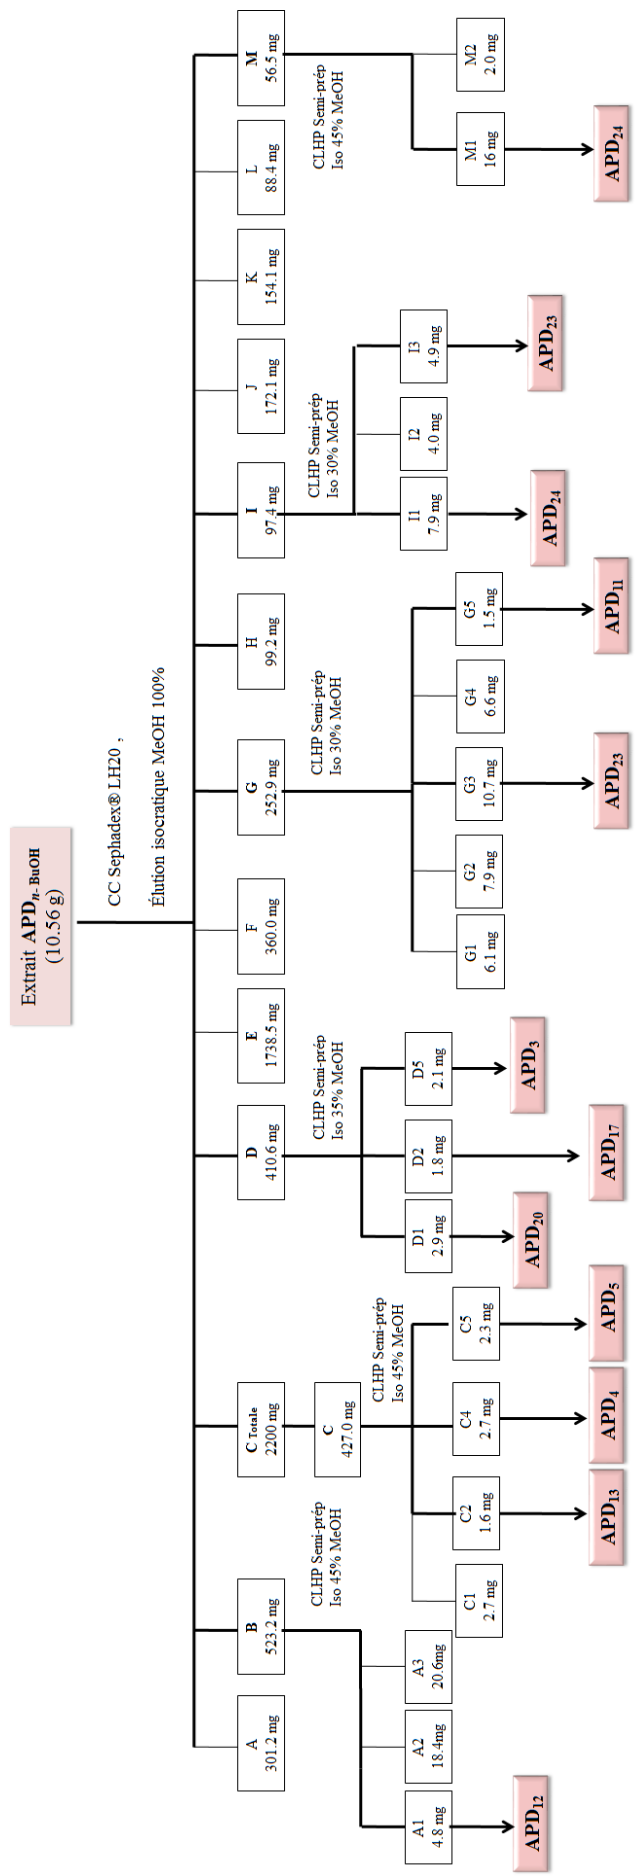 Extrait APDn-BuOH
(10.56 g)
CC Sephadex® LH20 ,
Élution isocratique MeOH 100%
A
301.2 mg
B
523.2 mg
C Totale
2200 mg
D
410.6 mg
E
1738.5 mg
F
360.0 mg
G
252.9 mg
H
99.2 mg
I
97.4 mg
J
172.1 mg
K
154.1 mg
L
88.4 mg
M
56.5 mg
CLHP Semi-prép
Iso 45% MeOH
C
427.0 mg
CLHP Semi-prép
Iso 45% MeOH
CLHP Semi-prép
Iso 35% MeOH
CLHP Semi-prép
Iso 30% MeOH
CLHP Semi-prép
Iso 30% MeOH
CLHP Semi-prép
Iso 45% MeOH
A1
4.8 mg
A2
18.4mg
A3
20.6mg
C1
2.7 mg
C2
1.6 mg
C4
2.7 mg
C5
2.3 mg
D1
2.9 mg
D2
1.8 mg
D5
2.1 mg
G1
6.1 mg
G2
7.9 mg
G3
10.7 mg
G4
6.6 mg
G5
1.5 mg
I1
7.9 mg
I2
4.0 mg
I3
4.9 mg
M1
16 mg
M2
2.0 mg
APD12
APD13
APD4
APD5
APD20
APD17
APD3
APD23
APD11
APD24
APD23
APD24